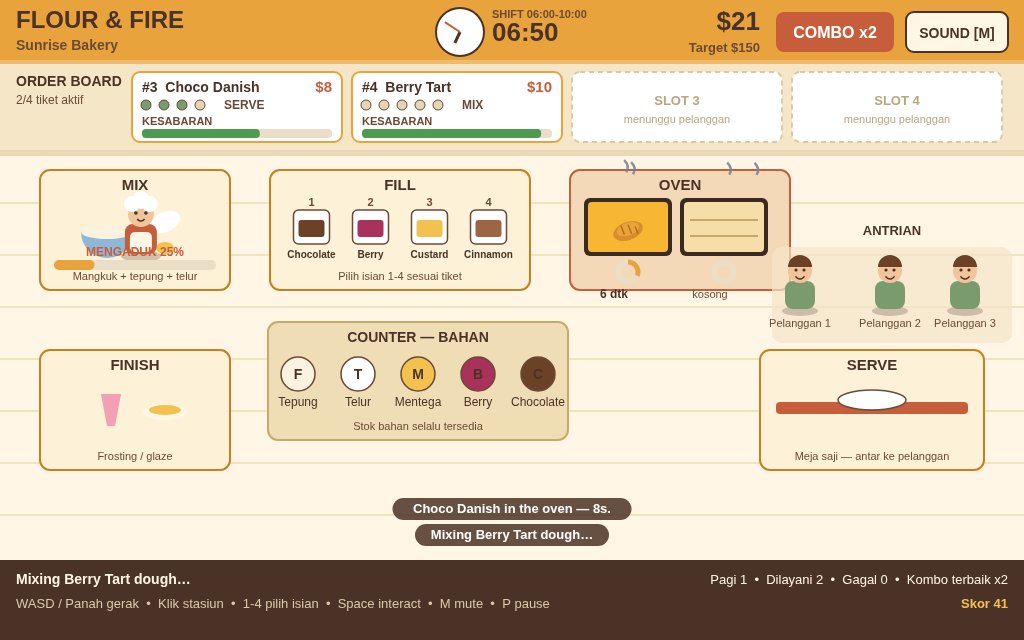 FLOUR & FIRE
Sunrise Bakery
SHIFT 06:00-10:00
06:50
$21
Target $150
COMBO x2
SOUND [M]
ORDER BOARD
2/4 tiket aktif
#3 Choco Danish $8
SERVE
KESABARAN
#4 Berry Tart $10
MIX
KESABARAN
SLOT 3
menunggu pelanggan
SLOT 4
menunggu pelanggan
MIX
MENGADUK 25%
Mangkuk + tepung + telur
FILL
1 2 3 4
Chocolate Berry Custard Cinnamon
Pilih isian 1-4 sesuai tiket
OVEN
6 dtk
kosong
ANTRIAN
Pelanggan 1 Pelanggan 2 Pelanggan 3
FINISH
Frosting / glaze
COUNTER — BAHAN
F T M B C
Tepung Telur Mentega Berry Chocolate
Stok bahan selalu tersedia
SERVE
Meja saji — antar ke pelanggan
Choco Danish in the oven — 8s.
Mixing Berry Tart dough…
Mixing Berry Tart dough…
Pagi 1 • Dilayani 2 • Gagal 0 • Kombo terbaik x2
WASD / Panah gerak • Klik stasiun • 1-4 pilih isian • Space interact • M mute • P pause
Skor 41